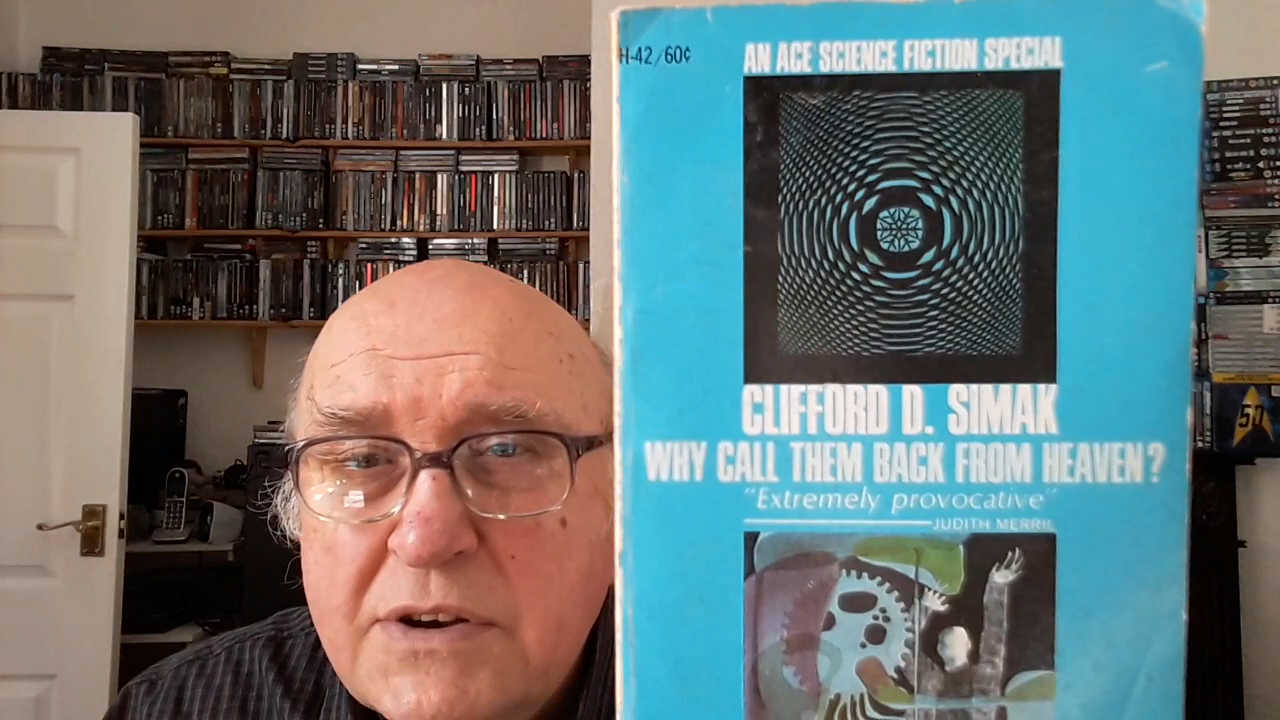 H-42/60¢
AN ACE SCIENCE FICTION SPECIAL
CLIFFORD D. SIMAK
WHY CALL THEM BACK FROM HEAVEN?
"Extremely provocative"
JUDITH MERRIL
50